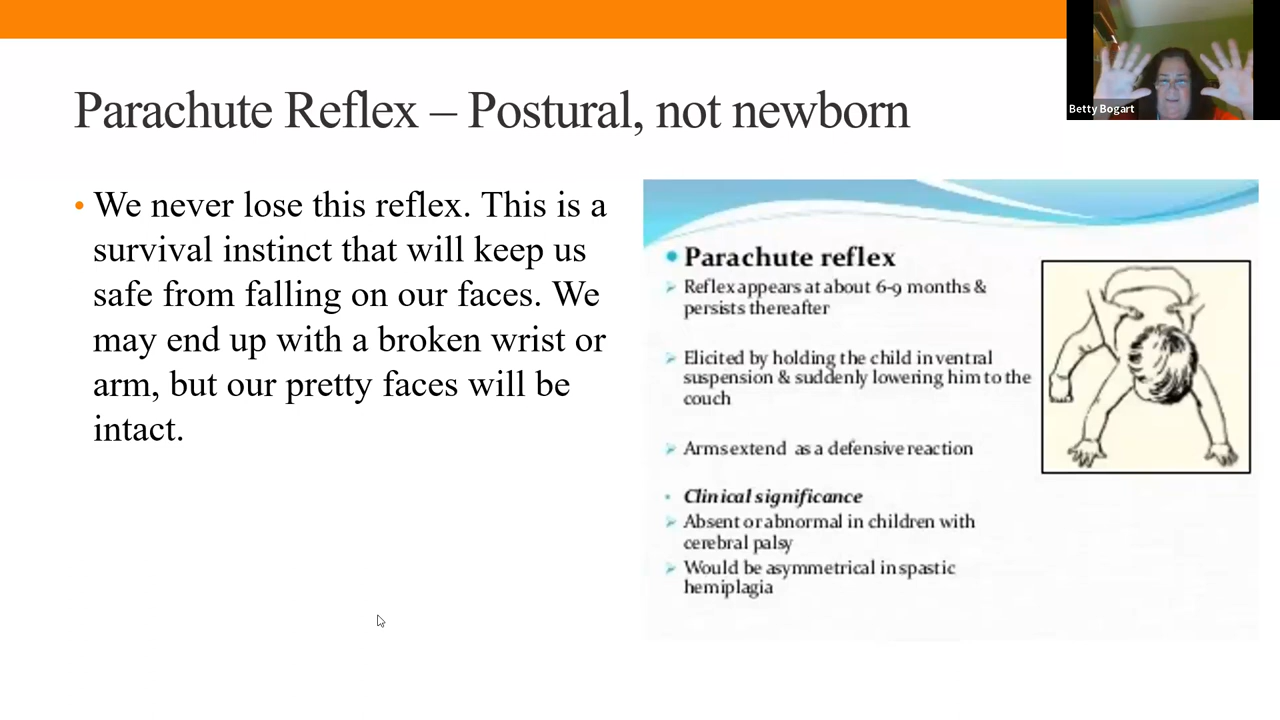 Parachute Reflex – Postural, not newborn
Betty Bogart
• We never lose this reflex. This is a
survival instinct that will keep us
safe from falling on our faces. We
may end up with a broken wrist or
arm, but our pretty faces will be
intact.
• Parachute reflex
➢ Reflex appears at about 6-9 months &
persists thereafter
➢ Elicited by holding the child in ventral
suspension & suddenly lowering him to the
couch
➢ Arms extend as a defensive reaction
• Clinical significance
➢ Absent or abnormal in children with
cerebral palsy
➢ Would be asymmetrical in spastic
hemiplagia